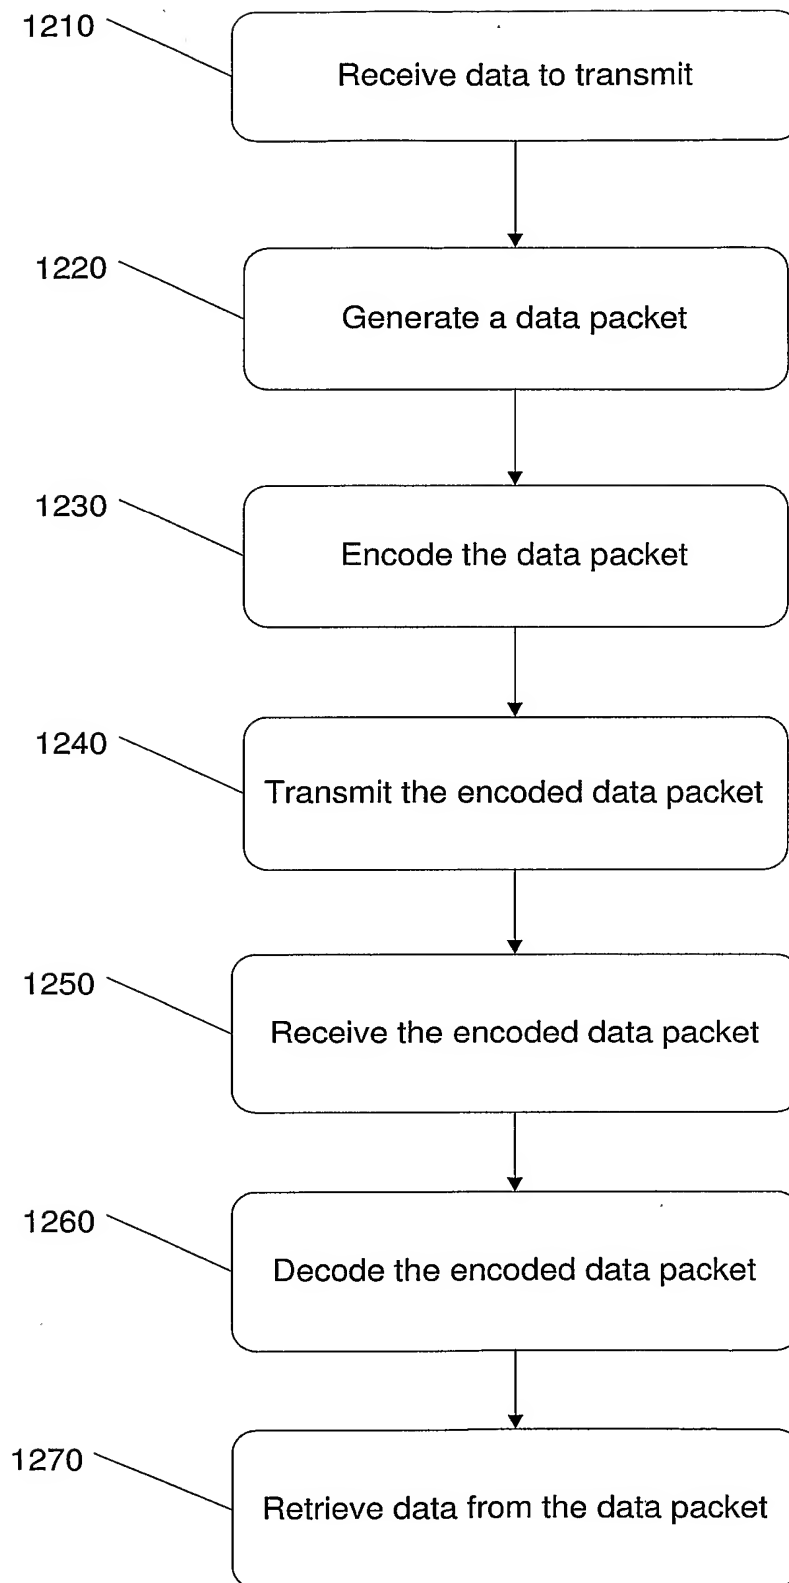 1210
Receive data to transmit
1220
Generate a data packet
1230
Encode the data packet
1240
Transmit the encoded data packet
1250
Receive the encoded data packet
1260
Decode the encoded data packet
1270
Retrieve data from the data packet